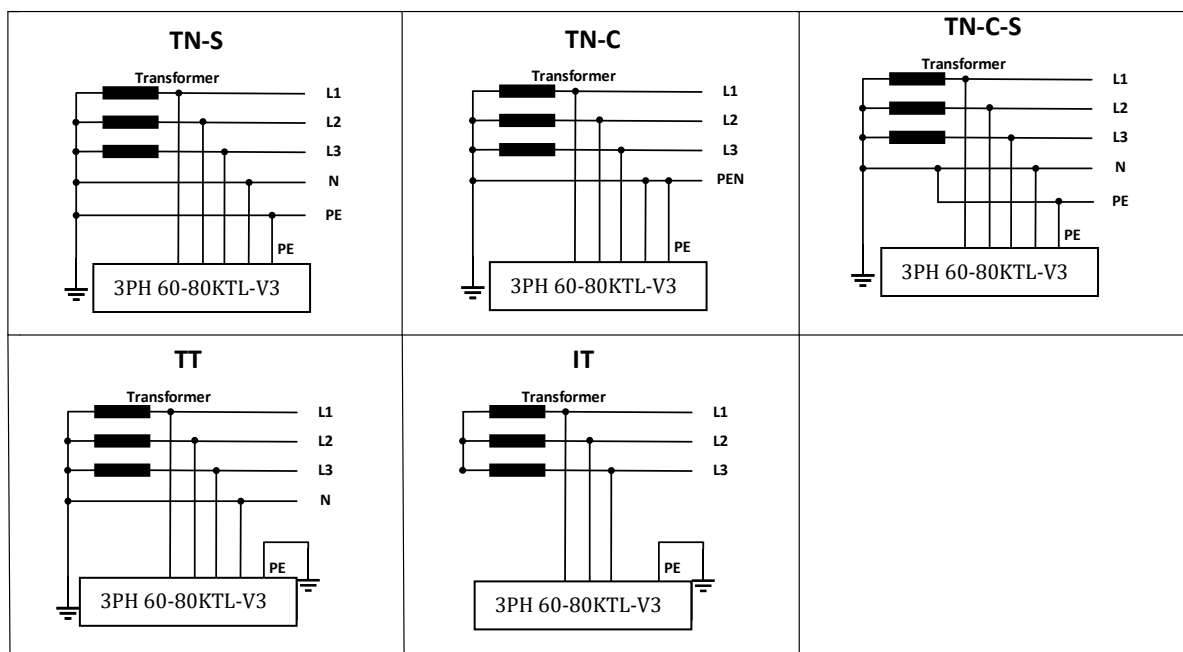 TN-S
Transformer
L1
L2
L3
N
PE
PE
3PH 60-80KTL-V3
TN-C
Transformer
L1
L2
L3
PEN
PE
3PH 60-80KTL-V3
TN-C-S
Transformer
L1
L2
L3
N
PE
PE
3PH 60-80KTL-V3
TT
Transformer
L1
L2
L3
N
PE
3PH 60-80KTL-V3
IT
Transformer
L1
L2
L3
PE
3PH 60-80KTL-V3